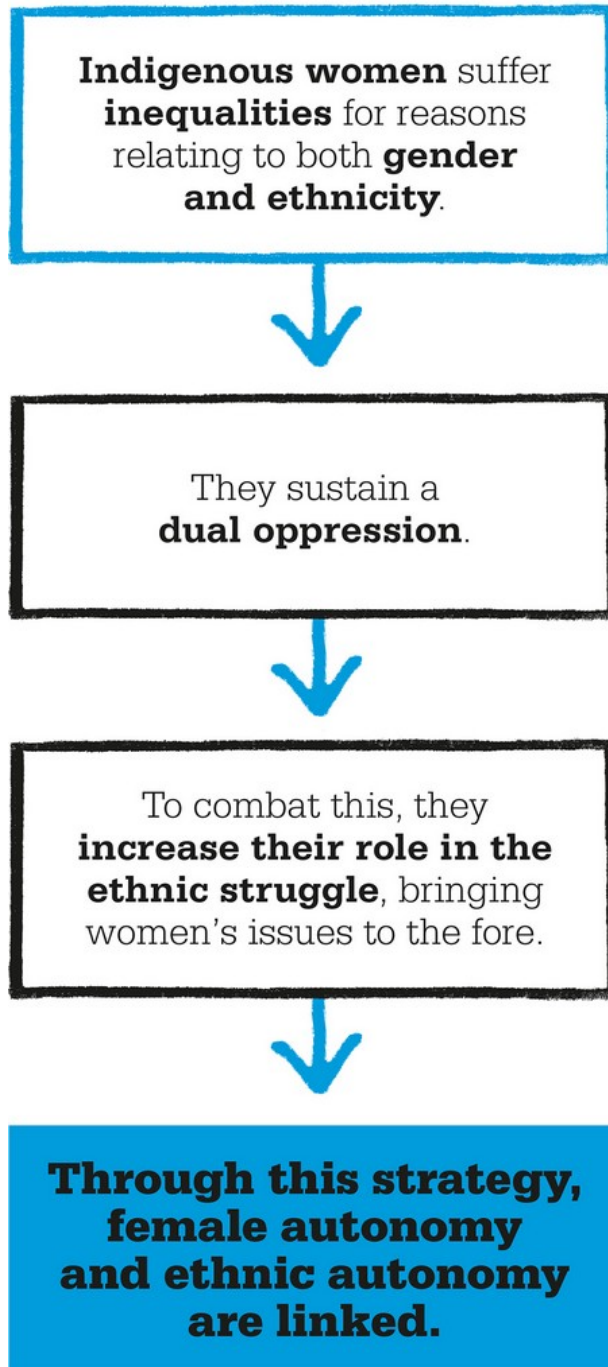 Indigenous women suffer
inequalities for reasons
relating to both gender
and ethnicity.
They sustain a
dual oppression.
To combat this, they
increase their role in the
ethnic struggle, bringing
women’s issues to the fore.
Through this strategy,
female autonomy
and ethnic autonomy
are linked.